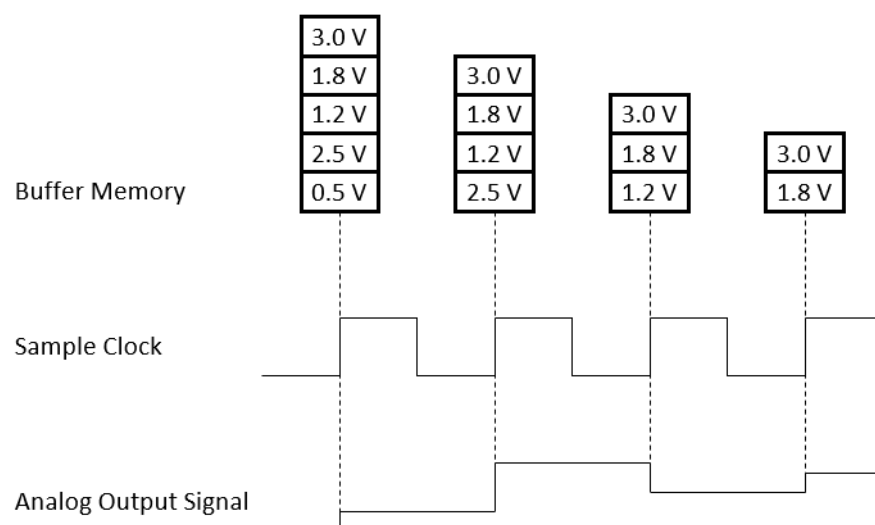 3.0 V
1.8 V
1.2 V
2.5 V
0.5 V
3.0 V
1.8 V
1.2 V
2.5 V
3.0 V
1.8 V
1.2 V
3.0 V
1.8 V
Buffer Memory
Sample Clock
Analog Output Signal